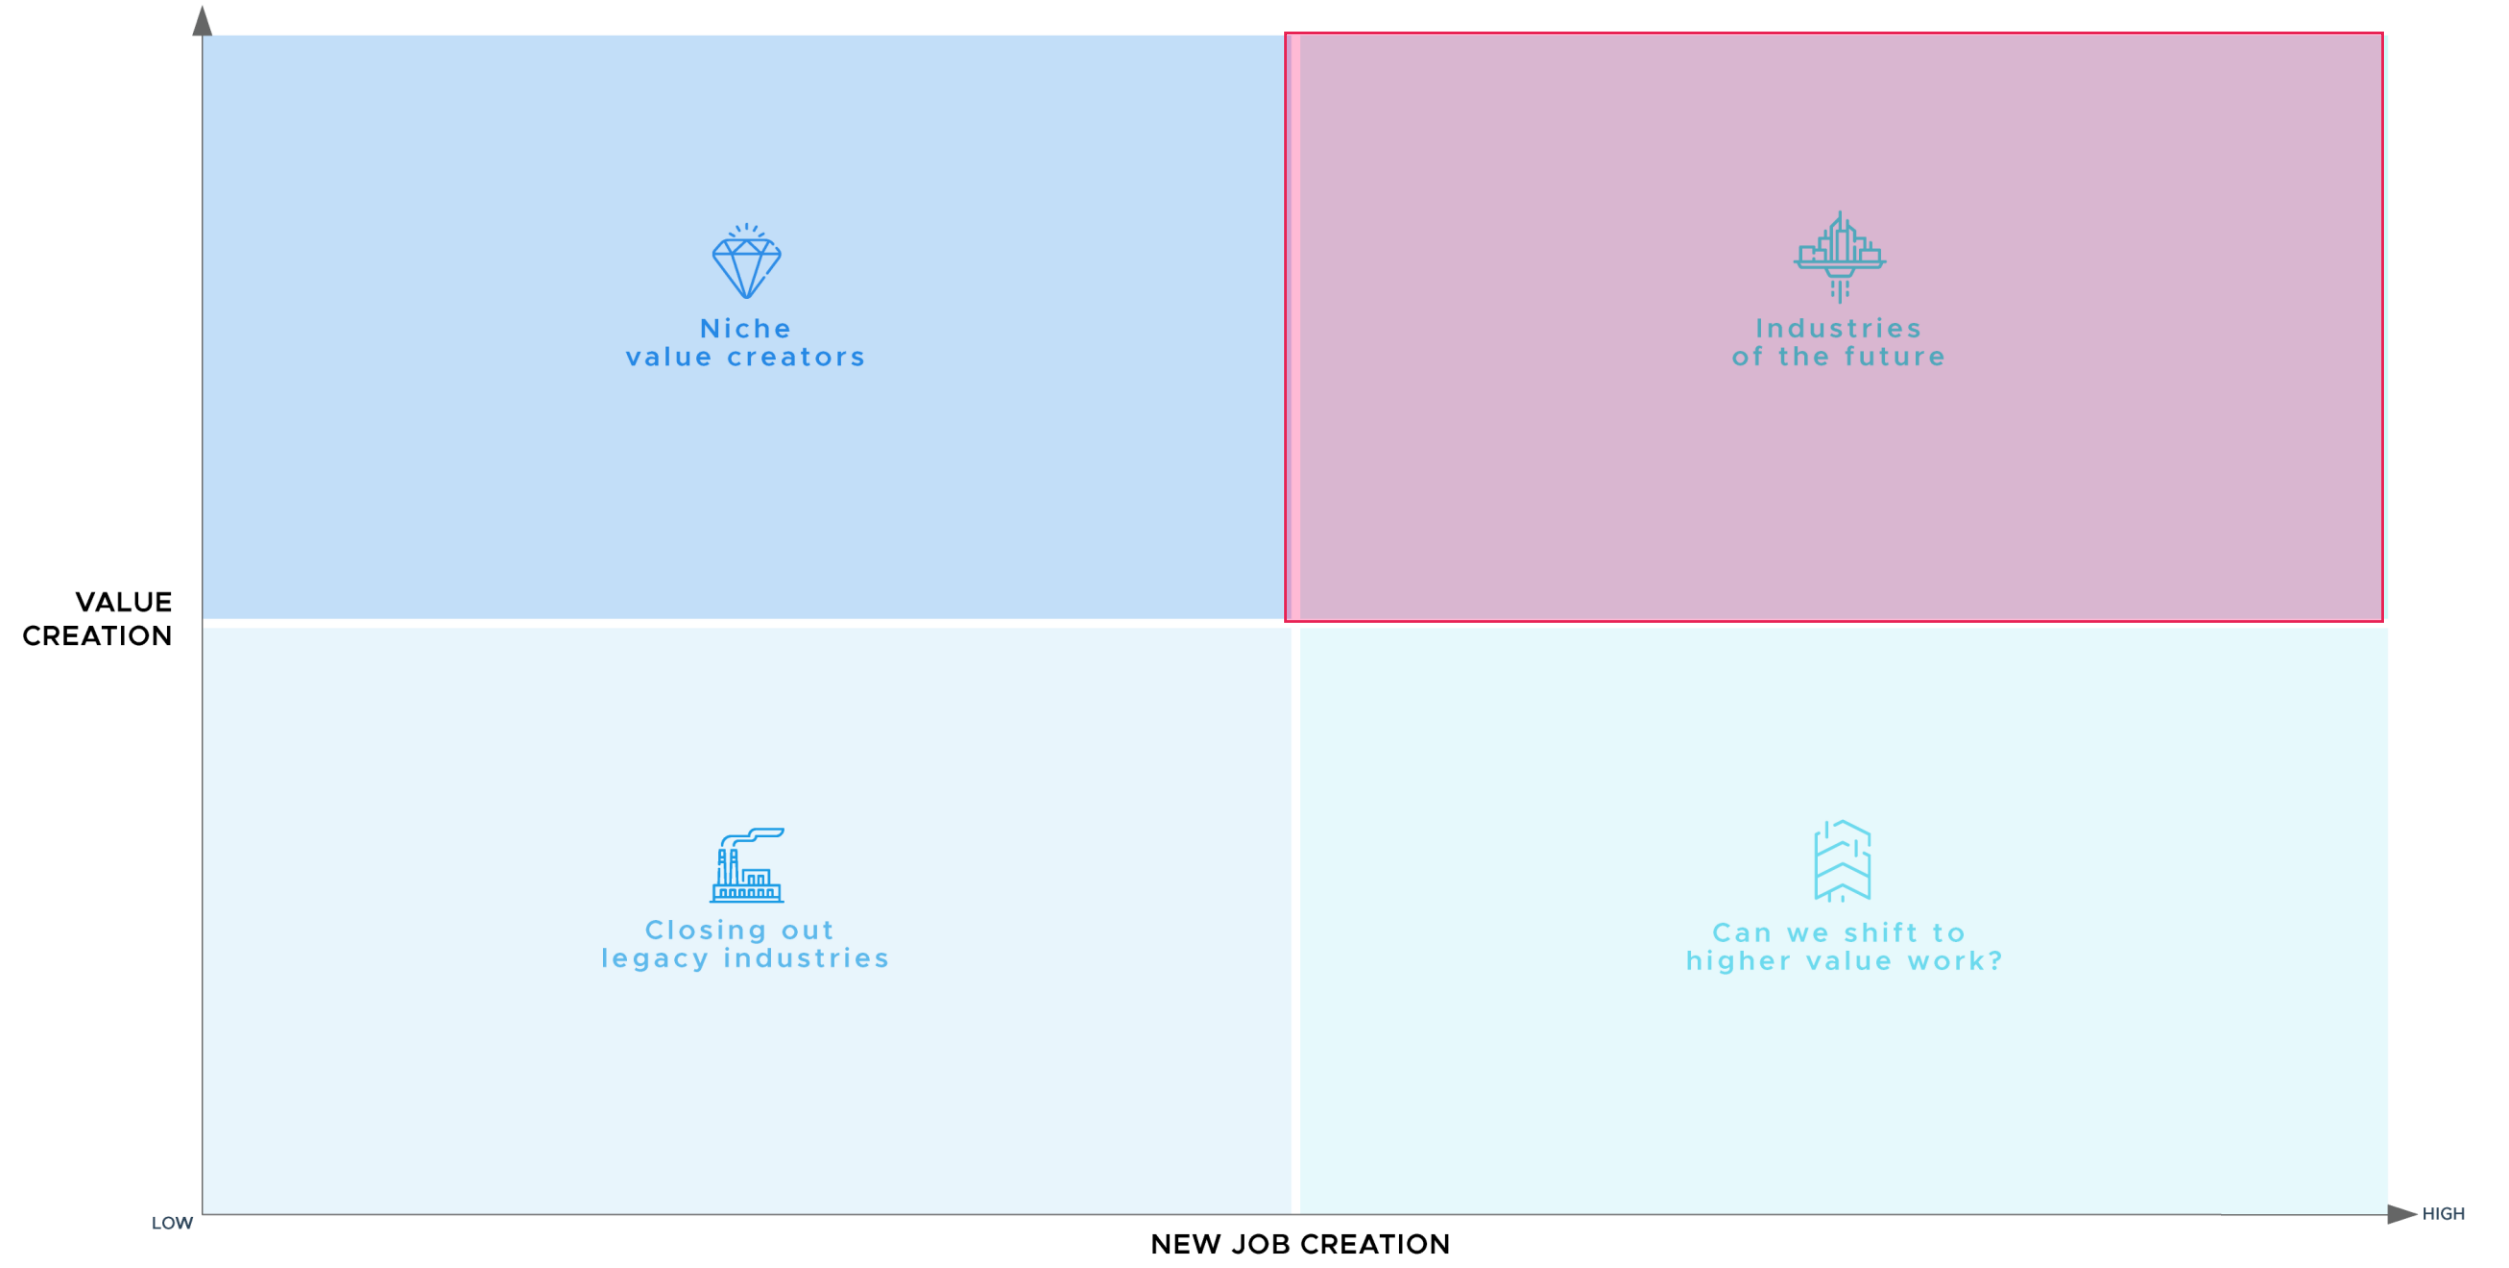 Niche
value creators
Industries
of the future
VALUE
CREATION
Closing out
legacy industries
Can we shift to
higher value work?
LOW
HIGH
NEW JOB CREATION